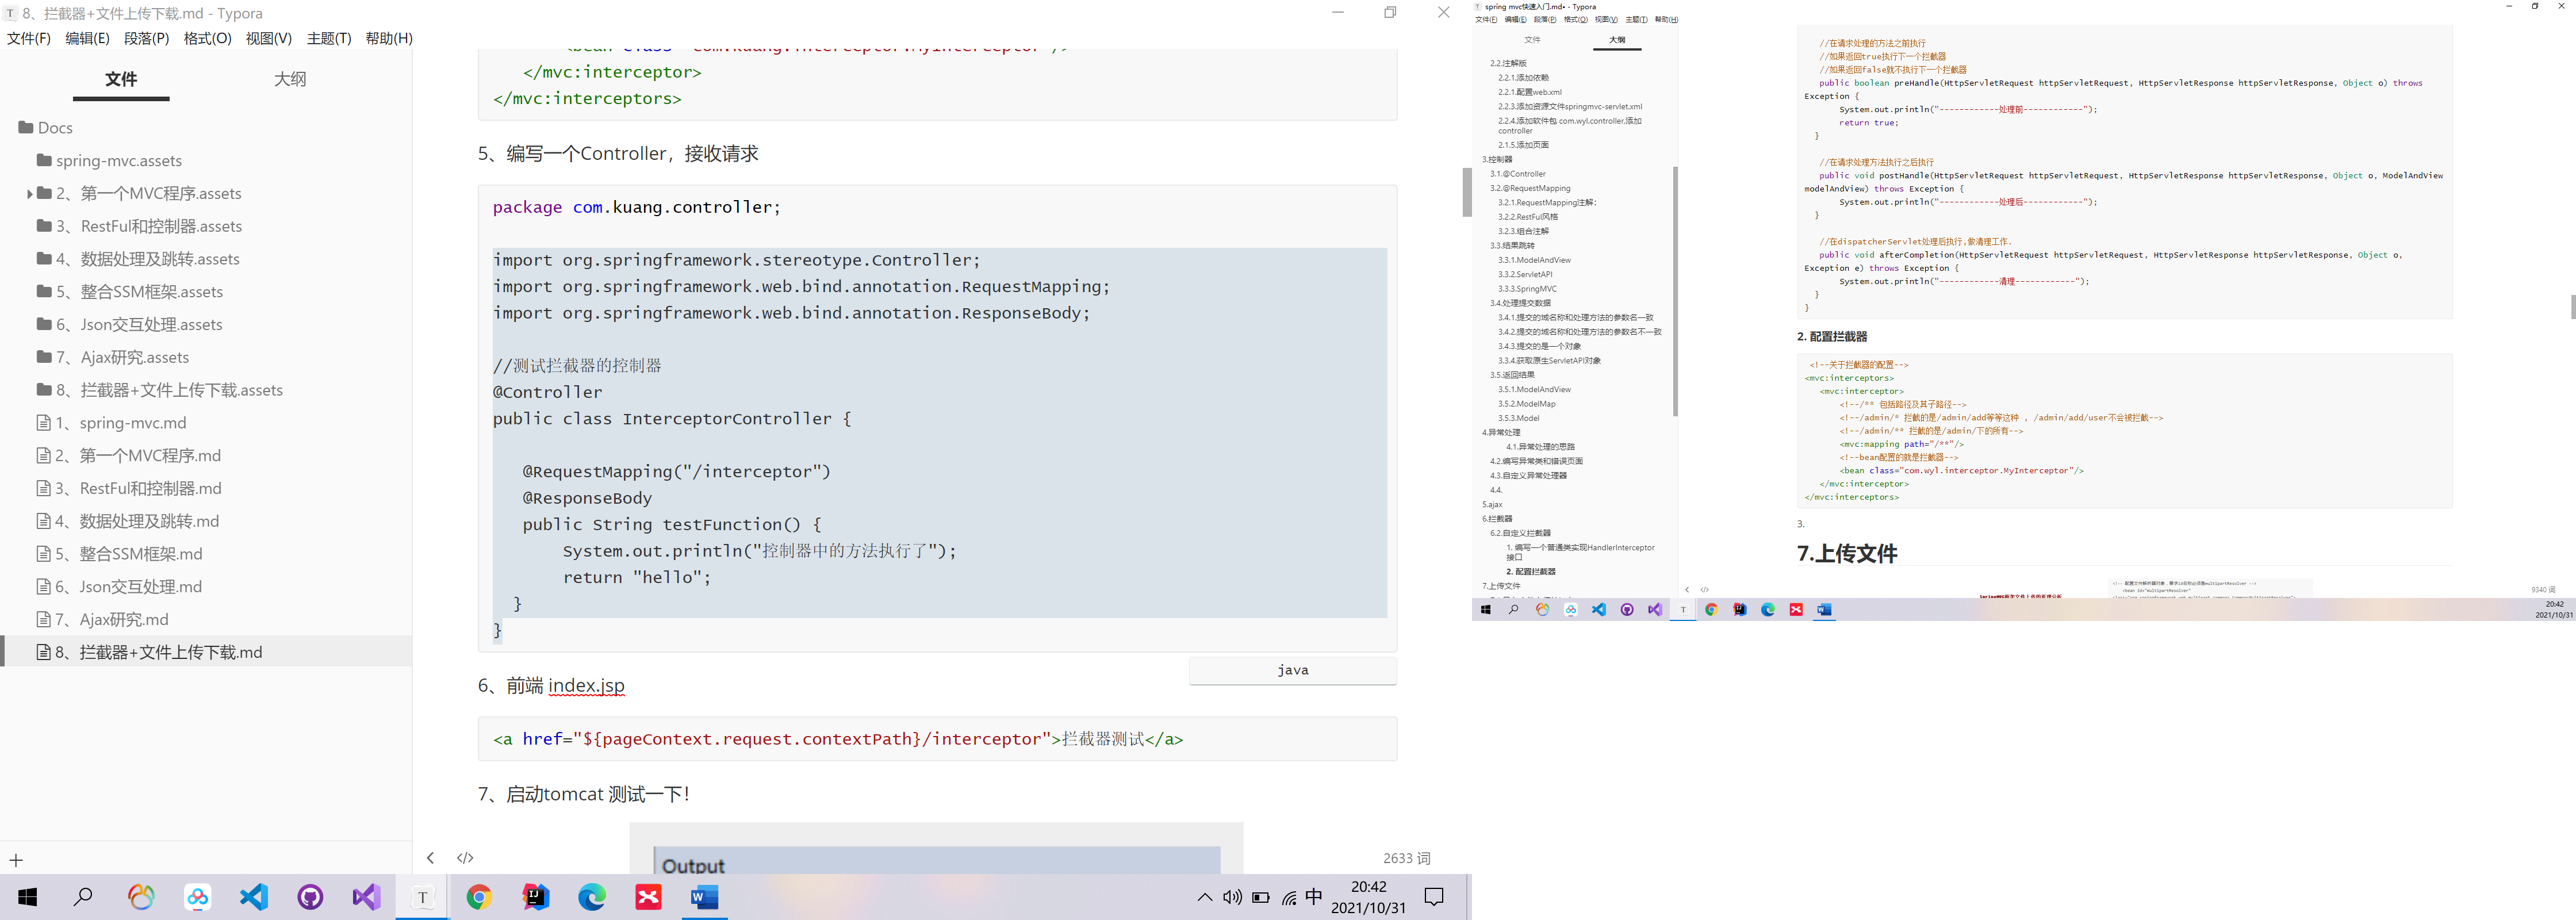 8、拦截器+文件上传下载.md - Typora
文件(F) 编辑(E) 段落(P) 格式(O) 视图(V) 主题(T) 帮助(H)
文件 大纲
Docs
spring-mvc.assets
2、第一个MVC程序.assets
3、RestFul和控制器.assets
4、数据处理及跳转.assets
5、整合SSM框架.assets
6、Json交互处理.assets
7、Ajax研究.assets
8、拦截器+文件上传下载.assets
1、spring-mvc.md
2、第一个MVC程序.md
3、RestFul和控制器.md
4、数据处理及跳转.md
5、整合SSM框架.md
6、Json交互处理.md
7、Ajax研究.md
8、拦截器+文件上传下载.md
</mvc:interceptor>
</mvc:interceptors>
5、编写一个Controller，接收请求
package com.kuang.controller;
import org.springframework.stereotype.Controller;
import org.springframework.web.bind.annotation.RequestMapping;
import org.springframework.web.bind.annotation.ResponseBody;
//测试拦截器的控制器
@Controller
public class InterceptorController {
@RequestMapping("/interceptor")
@ResponseBody
public String testFunction() {
System.out.println("控制器中的方法执行了");
return "hello";
}
}
java
6、前端 index.jsp
<a href="${pageContext.request.contextPath}/interceptor">拦截器测试</a>
7、启动tomcat 测试一下！
Output
2633 词
中
20:42
2021/10/31
spring mvc快速入门.md• - Typora
文件(F) 编辑(E) 段落(P) 格式(O) 视图(V) 主题(T) 帮助(H)
文件 大纲
2.2.注解版
2.2.1.添加依赖
2.2.1.配置web.xml
2.2.3.添加资源文件springmvc-servlet.xml
2.2.4.添加软件包 com.wyl.controller,添加
controller
2.1.5.添加页面
3.控制器
3.1.@Controller
3.2.@RequestMapping
3.2.1.RequestMapping注解：
3.2.2.RestFul风格
3.2.3.组合注解
3.3.结果跳转
3.3.1.ModelAndView
3.3.2.ServletAPI
3.3.3.SpringMVC
3.4.处理提交数据
3.4.1.提交的域名称和处理方法的参数名一致
3.4.2.提交的域名称和处理方法的参数名不一致
3.4.3.提交的是一个对象
3.3.4.获取原生ServletAPI对象
3.5.返回结果
3.5.1.ModelAndView
3.5.2.ModelMap
3.5.3.Model
4.异常处理
4.1.异常处理的思路
4.2.编写异常类和错误页面
4.3.自定义异常处理器
4.4.
5.ajax
6.拦截器
6.2.自定义拦截器
1. 编写一个普通类实现HandlerInterceptor
接口
2. 配置拦截器
7.上传文件
//在请求处理的方法之前执行
//如果返回true执行下一个拦截器
//如果返回false就不执行下一个拦截器
public boolean preHandle(HttpServletRequest httpServletRequest, HttpServletResponse httpServletResponse, Object o) throws
Exception {
System.out.println("------------处理前------------");
return true;
}
//在请求处理方法执行之后执行
public void postHandle(HttpServletRequest httpServletRequest, HttpServletResponse httpServletResponse, Object o, ModelAndView
modelAndView) throws Exception {
System.out.println("------------处理后------------");
}
//在dispatcherServlet处理后执行,做清理工作.
public void afterCompletion(HttpServletRequest httpServletRequest, HttpServletResponse httpServletResponse, Object o,
Exception e) throws Exception {
System.out.println("------------清理------------");
}
}
2. 配置拦截器
<!--关于拦截器的配置-->
<mvc:interceptors>
<mvc:interceptor>
<!--/** 包括路径及其子路径-->
<!--/admin/* 拦截的是/admin/add等等这种 , /admin/add/user不会被拦截-->
<!--/admin/** 拦截的是/admin/下的所有-->
<mvc:mapping path="/**"/>
<!--bean配置的就是拦截器-->
<bean class="com.wyl.interceptor.MyInterceptor"/>
</mvc:interceptor>
</mvc:interceptors>
3.
7.上传文件
<!-- 配置文件解析器对象，要求id名称必须是multipartResolver -->
<bean id="multipartResolver"
9340 词
20:42
2021/10/31